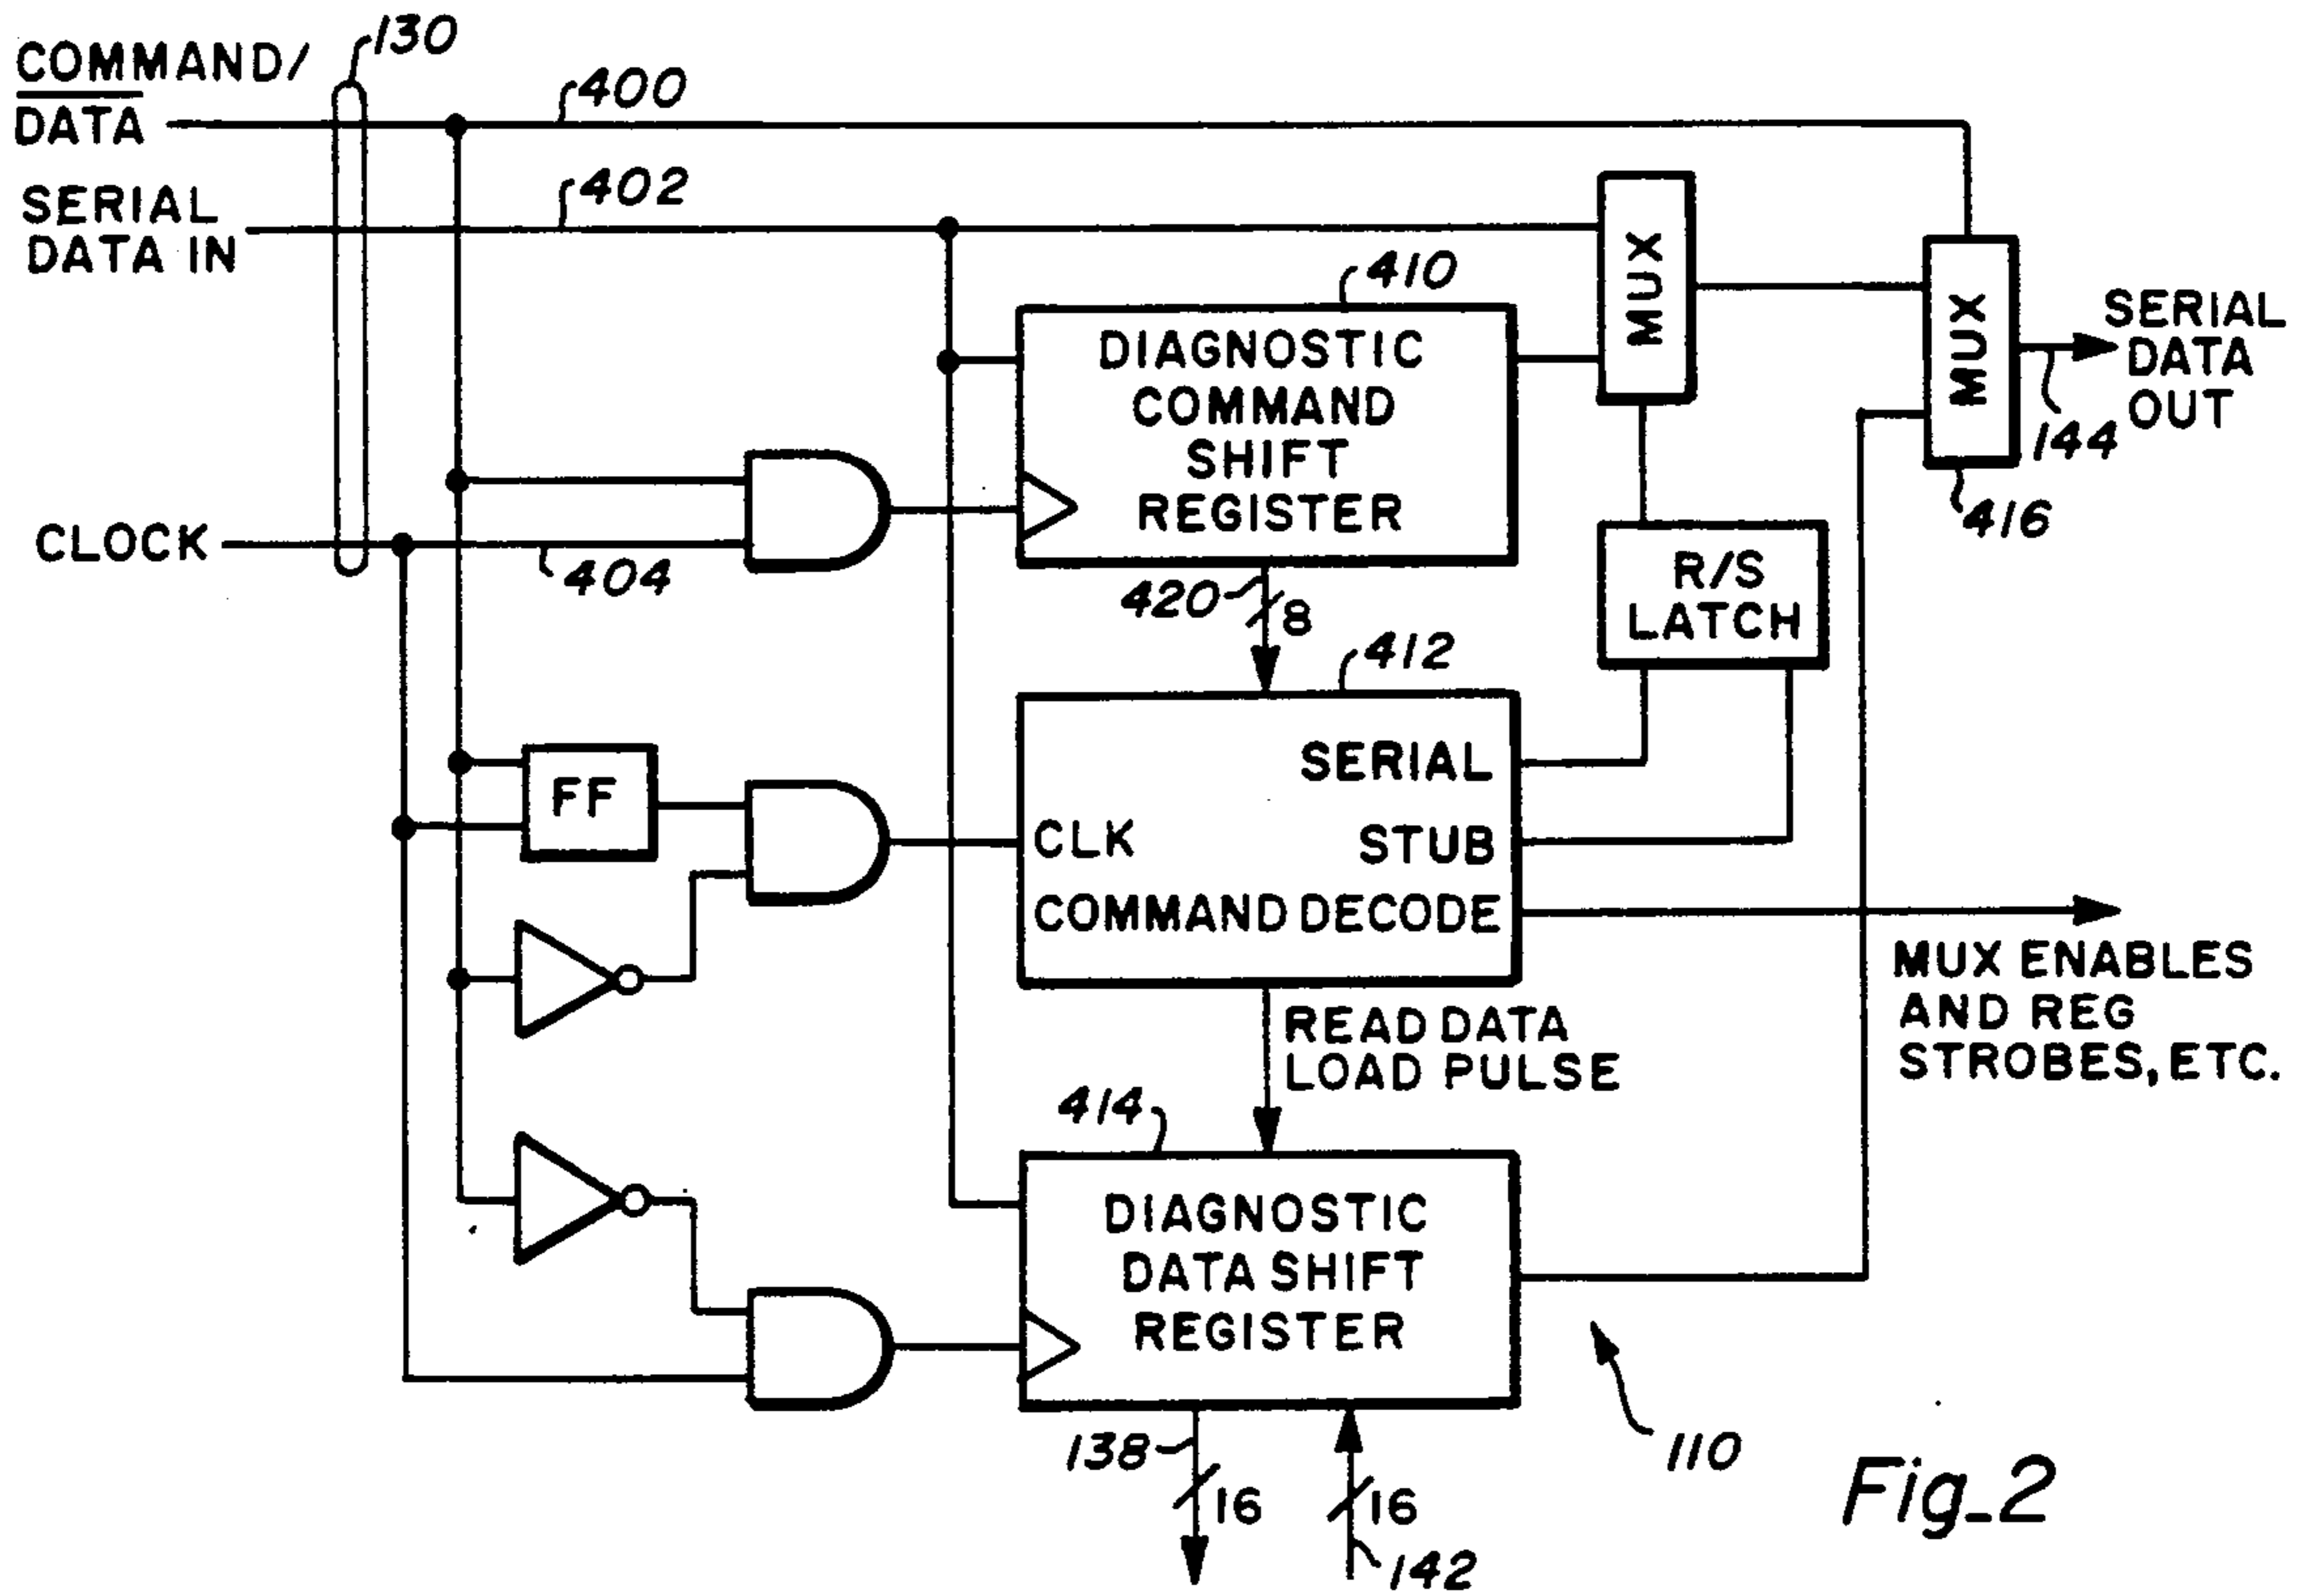 COMMAND/
DATA
130
400
SERIAL
DATA IN
402
CLOCK
404
410
DIAGNOSTIC
COMMAND
SHIFT
REGISTER
MUX
MUX
SERIAL
DATA
OUT
144
416
420
8
R/S
LATCH
412
FF
SERIAL
CLK
STUB
COMMAND DECODE
MUX ENABLES
AND REG
STROBES, ETC.
READ DATA
LOAD PULSE
414
DIAGNOSTIC
DATA SHIFT
REGISTER
138
16
16
142
110
Fig_2